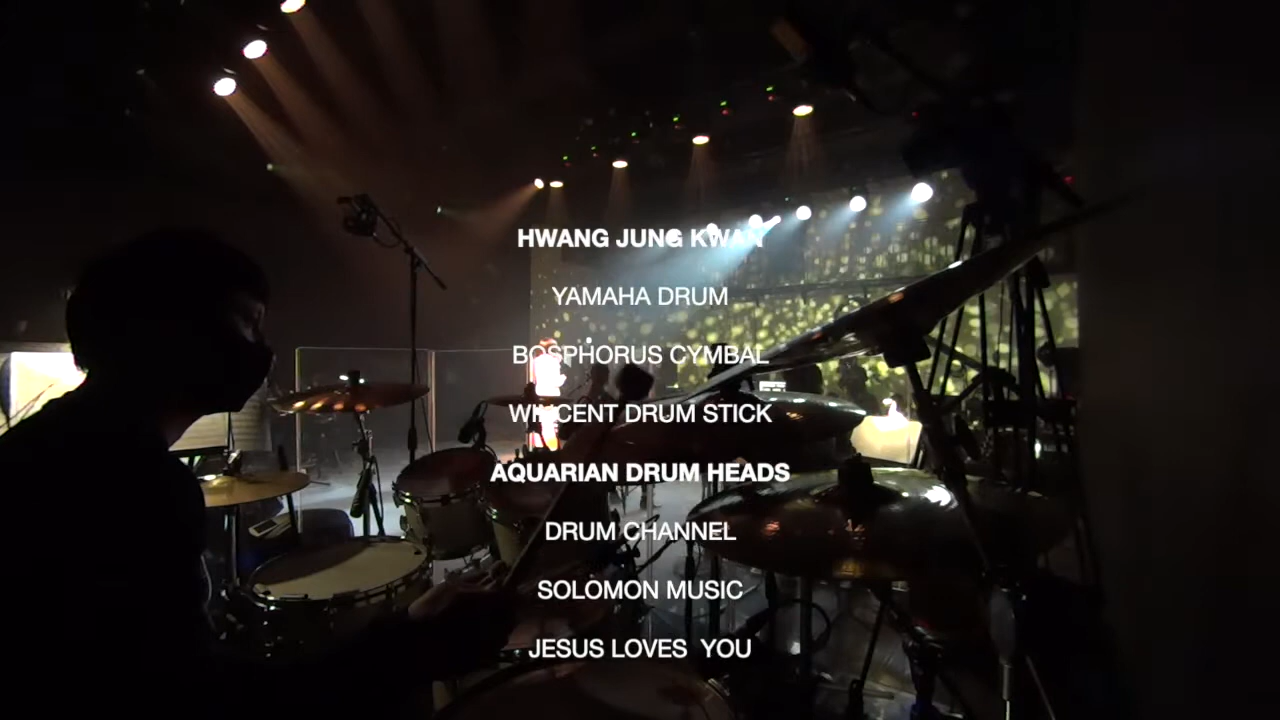 HWANG JUNG KWAN
YAMAHA DRUM
BOSPHORUS CYMBAL
WINCENT DRUM STICK
AQUARIAN DRUM HEADS
DRUM CHANNEL
SOLOMON MUSIC
JESUS LOVES  YOU